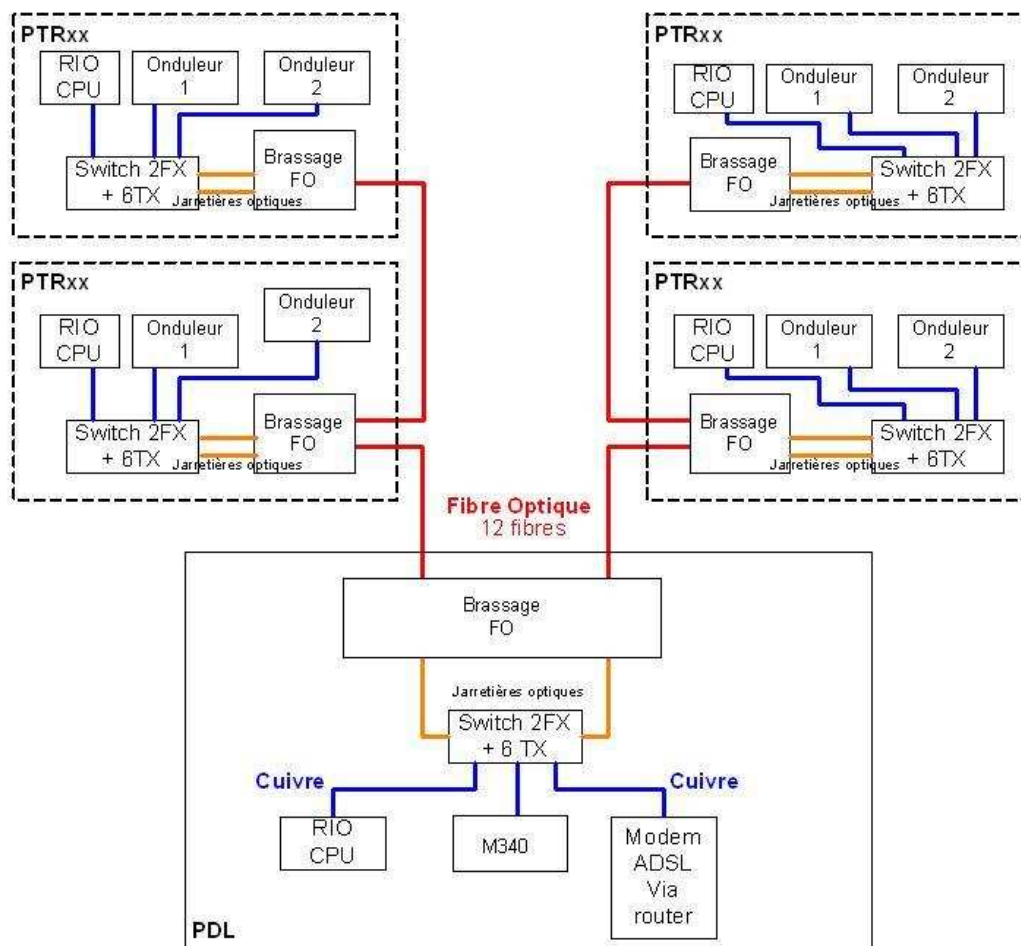 PTRxx
RIO
CPU
Onduleur
1
Onduleur
2
Switch 2FX
+ 6TX
Brassage
FO
Jarretières optiques
PTRxx
RIO
CPU
Onduleur
1
Onduleur
2
Brassage
FO
Switch 2FX
+ 6TX
Jarretières optiques
PTRxx
RIO
CPU
Onduleur
1
Onduleur
2
Switch 2FX
+ 6TX
Brassage
FO
Jarretières optiques
PTRxx
RIO
CPU
Onduleur
1
Onduleur
2
Brassage
FO
Switch 2FX
+ 6TX
Jarretières optiques
Fibre Optique
12 fibres
Brassage
FO
Jarretières optiques
Switch 2FX
+ 6 TX
Cuivre
Cuivre
RIO
CPU
M340
Modem
ADSL
Via
router
PDL